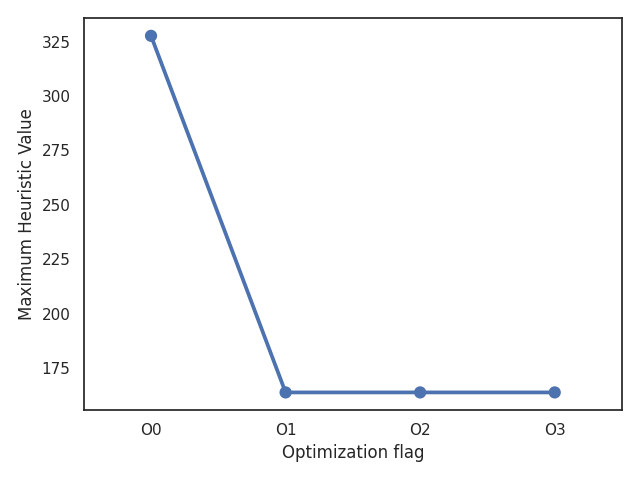 Maximum Heuristic Value
325
300
275
250
225
200
175
O0
O1
O2
O3
Optimization flag